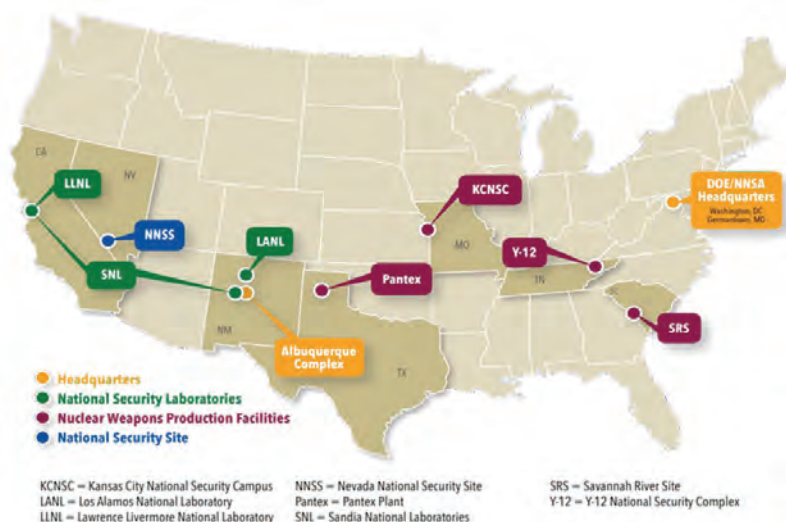 CA
NV
LLNL
NNSS
SNL
LANL
NM
Albuquerque
Complex
Pantex
TX
KCNSC
MO
Y-12
TN
SRS
DOE/NNSA
Headquarters
Washington, DC
Germantown, MD
Headquarters
National Security Laboratories
Nuclear Weapons Production Facilities
National Security Site
KCNSC = Kansas City National Security Campus
LANL = Los Alamos National Laboratory
LLNL = Lawrence Livermore National Laboratory
NNSS = Nevada National Security Site
Pantex = Pantex Plant
SNL = Sandia National Laboratories
SRS = Savannah River Site
Y-12 = Y-12 National Security Complex